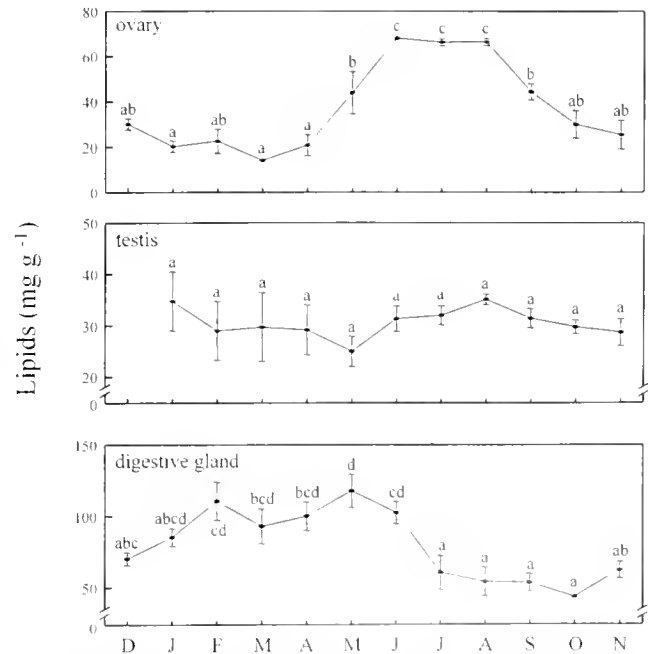 80
ovary
c c c
60
b b
40
ab ab ab ab
20
a a a
0
50
testis
40
a a a a a a a a a a a
30
20
0
Lipids (mg g -1)
150
digestive gland
d
bcd bcd cd
abcd cd
100
abc
ab
a a a a
50
0
D J F M A M J J A S O N